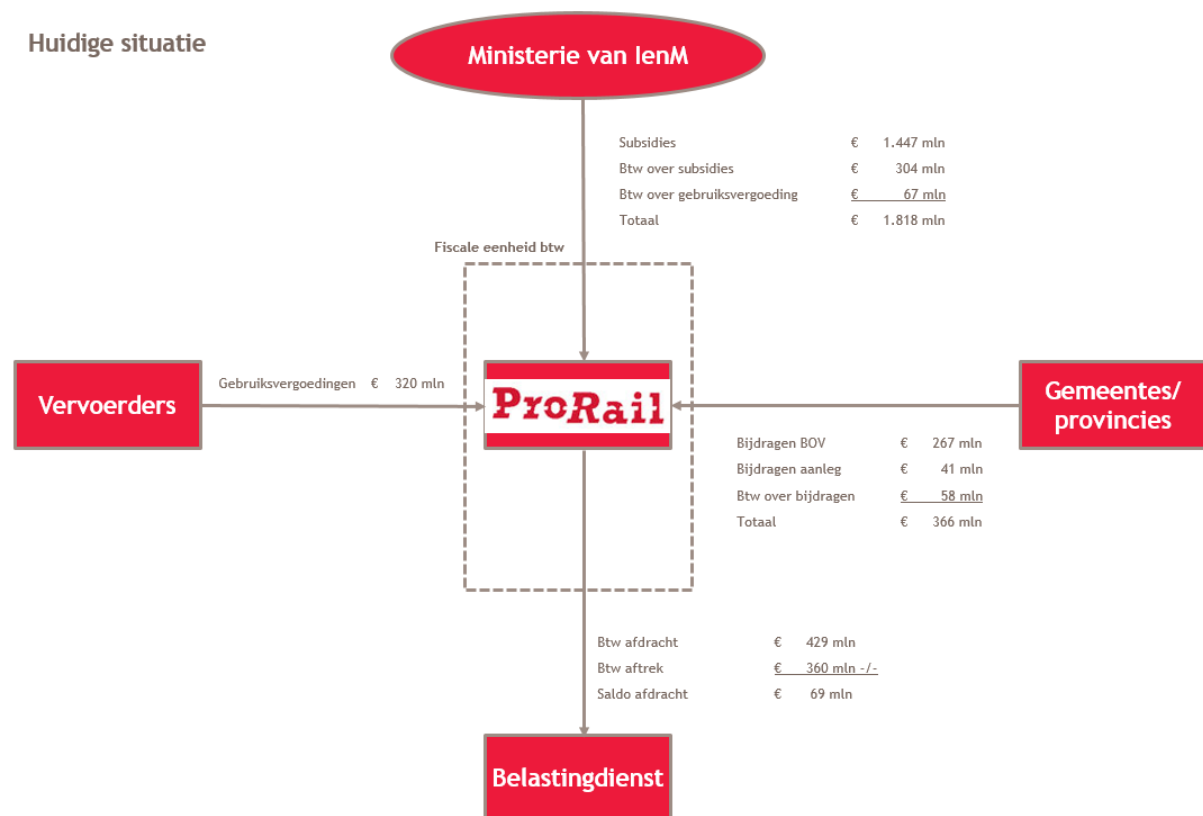 Huidige situatie
Ministerie van IenM
Subsidies € 1.447 mln
Btw over subsidies € 304 mln
Btw over gebruiksvergoeding € 67 mln
Totaal € 1.818 mln
Fiscale eenheid btw
Vervoerders
Gebruiksvergoedingen € 320 mln
ProRail
Gemeentes/
provincies
Bijdragen BOV € 267 mln
Bijdragen aanleg € 41 mln
Btw over bijdragen € 58 mln
Totaal € 366 mln
Btw afdracht € 429 mln
Btw aftrek € 360 mln -/-
Saldo afdracht € 69 mln
Belastingdienst